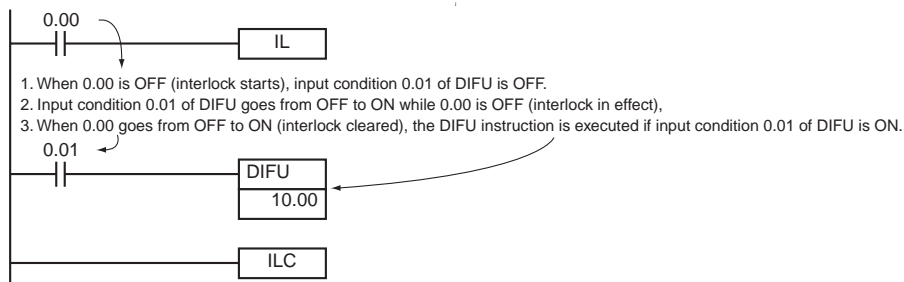 0.00
IL
1. When 0.00 is OFF (interlock starts), input condition 0.01 of DIFU is OFF.
2. Input condition 0.01 of DIFU goes from OFF to ON while 0.00 is OFF (interlock in effect),
3. When 0.00 goes from OFF to ON (interlock cleared), the DIFU instruction is executed if input condition 0.01 of DIFU is ON.
0.01
DIFU
10.00
ILC